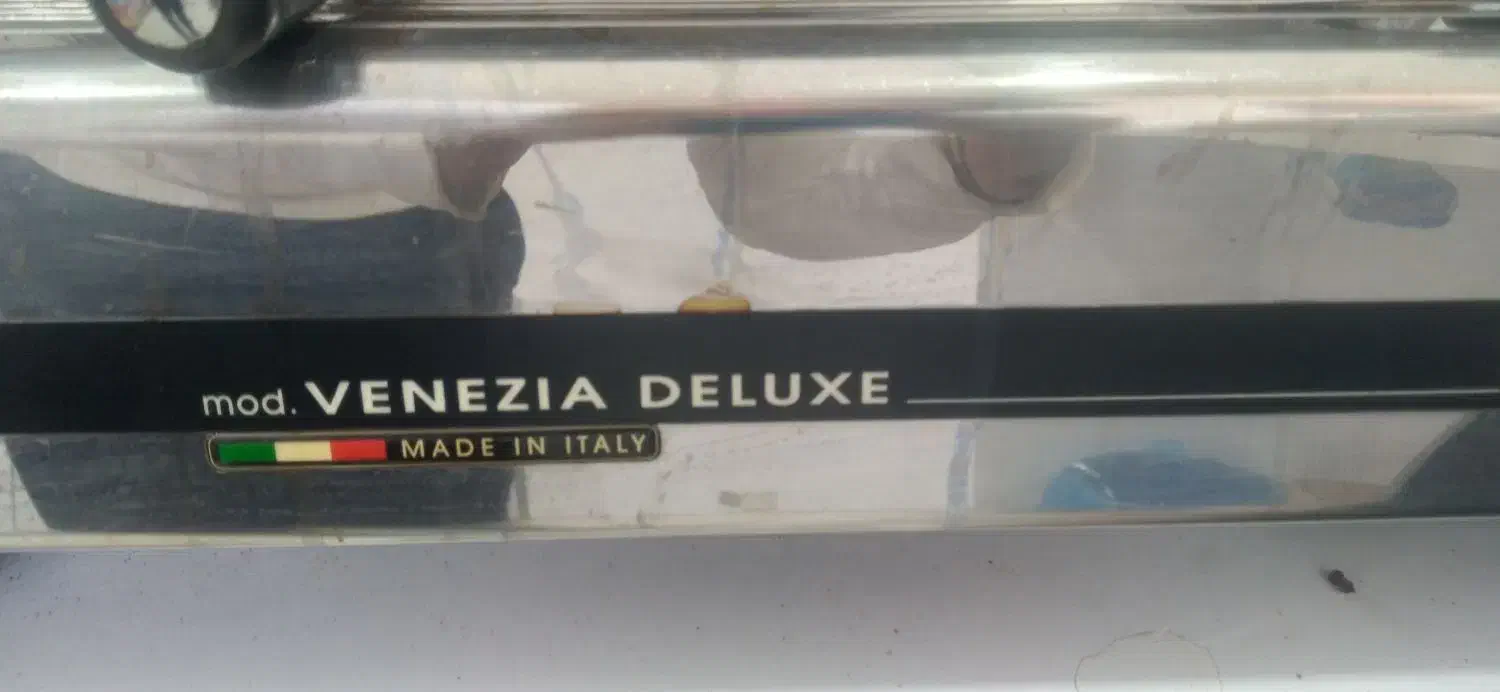 mod. VENEZIA DELUXE
MADE IN ITALY